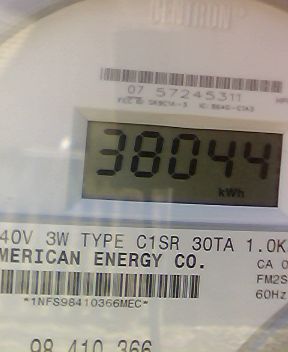 CENTRON
07 57245311
38044
kWh
40V 3W TYPE C1SR 30TA 1.0K
MERICAN ENERGY CO.
CA 0
FM2S
60Hz
*1NFS98410366MEC*
98 410 366